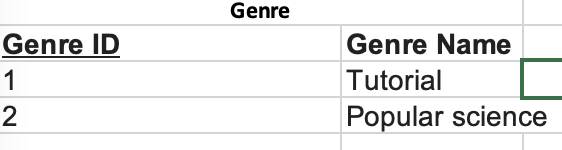 Genre
Genre ID Genre Name
1 Tutorial
2 Popular science